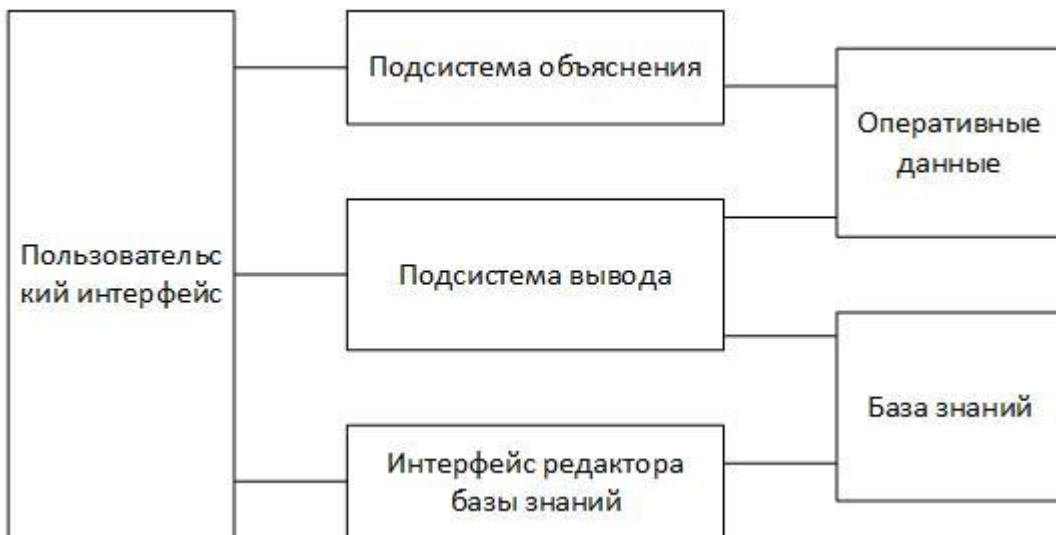 Пользовательс
кий интерфейс
Подсистема объяснения
Подсистема вывода
Интерфейс редактора
базы знаний
Оперативные
данные
База знаний